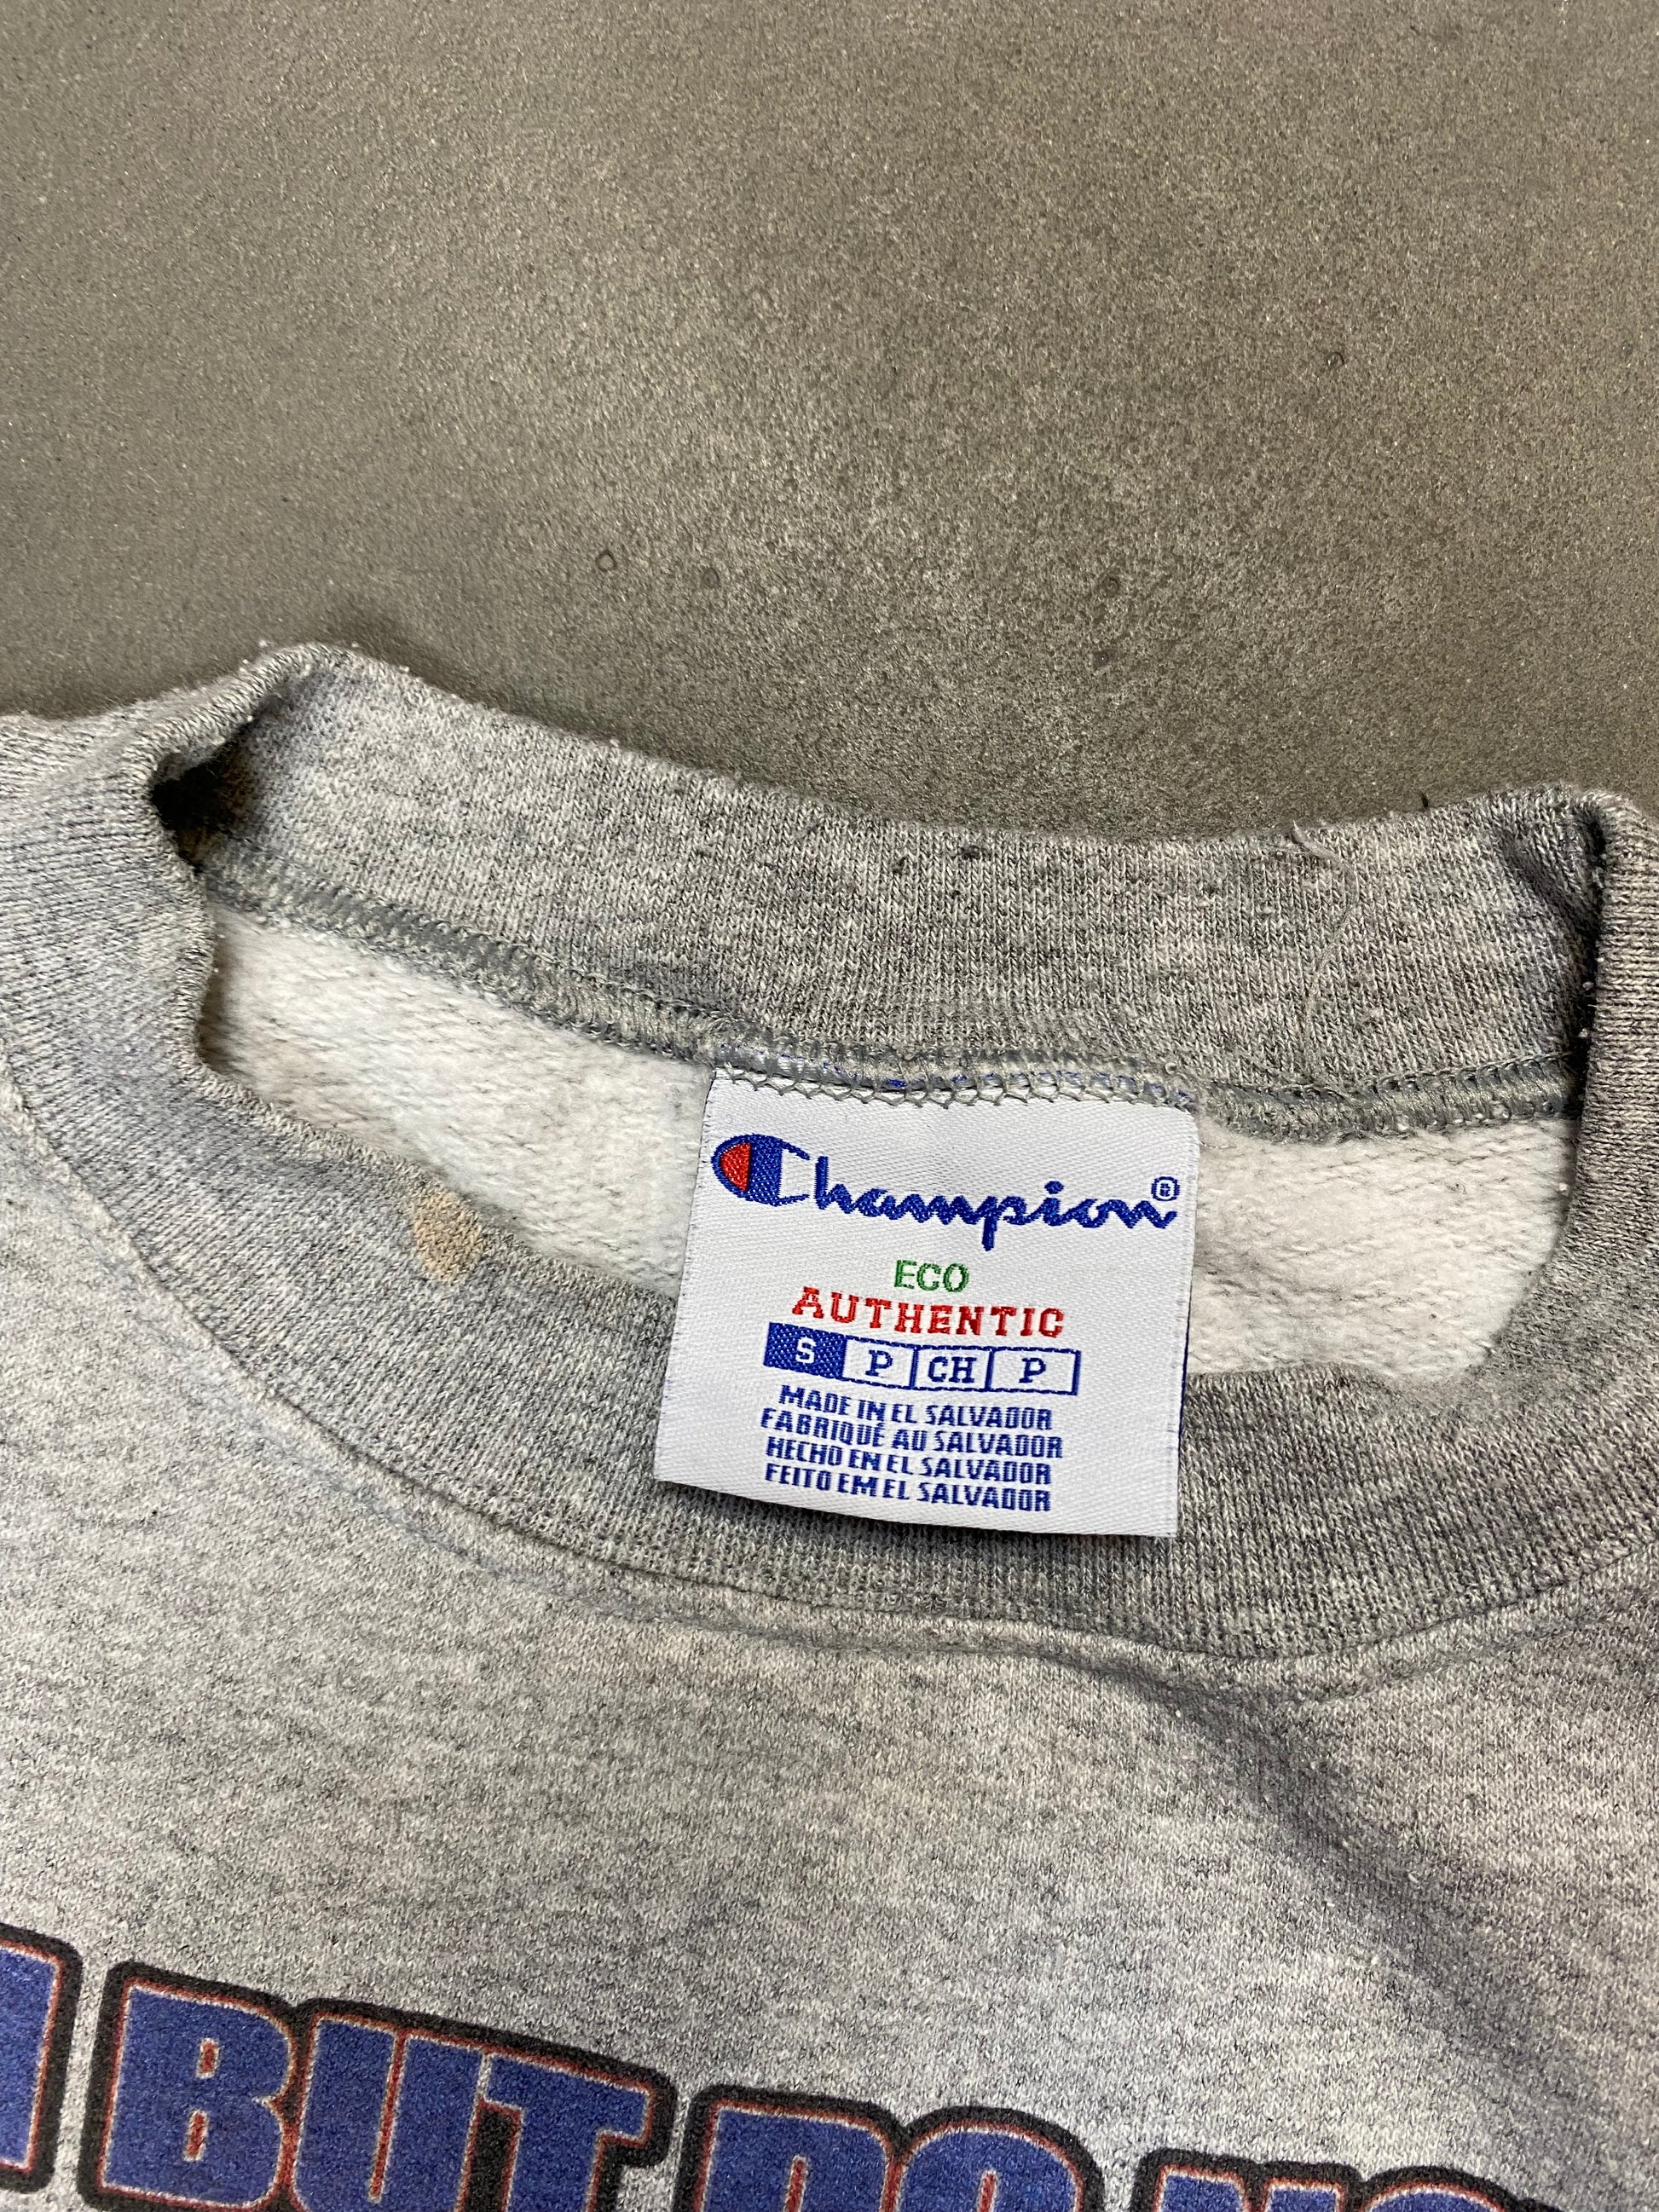 Champion®
ECO
AUTHENTIC
S P CH P
MADE IN EL SALVADOR
FABRIQUÉ AU SALVADOR
HECHO EN EL SALVADOR
FEITO EM EL SALVADOR
BUT DO